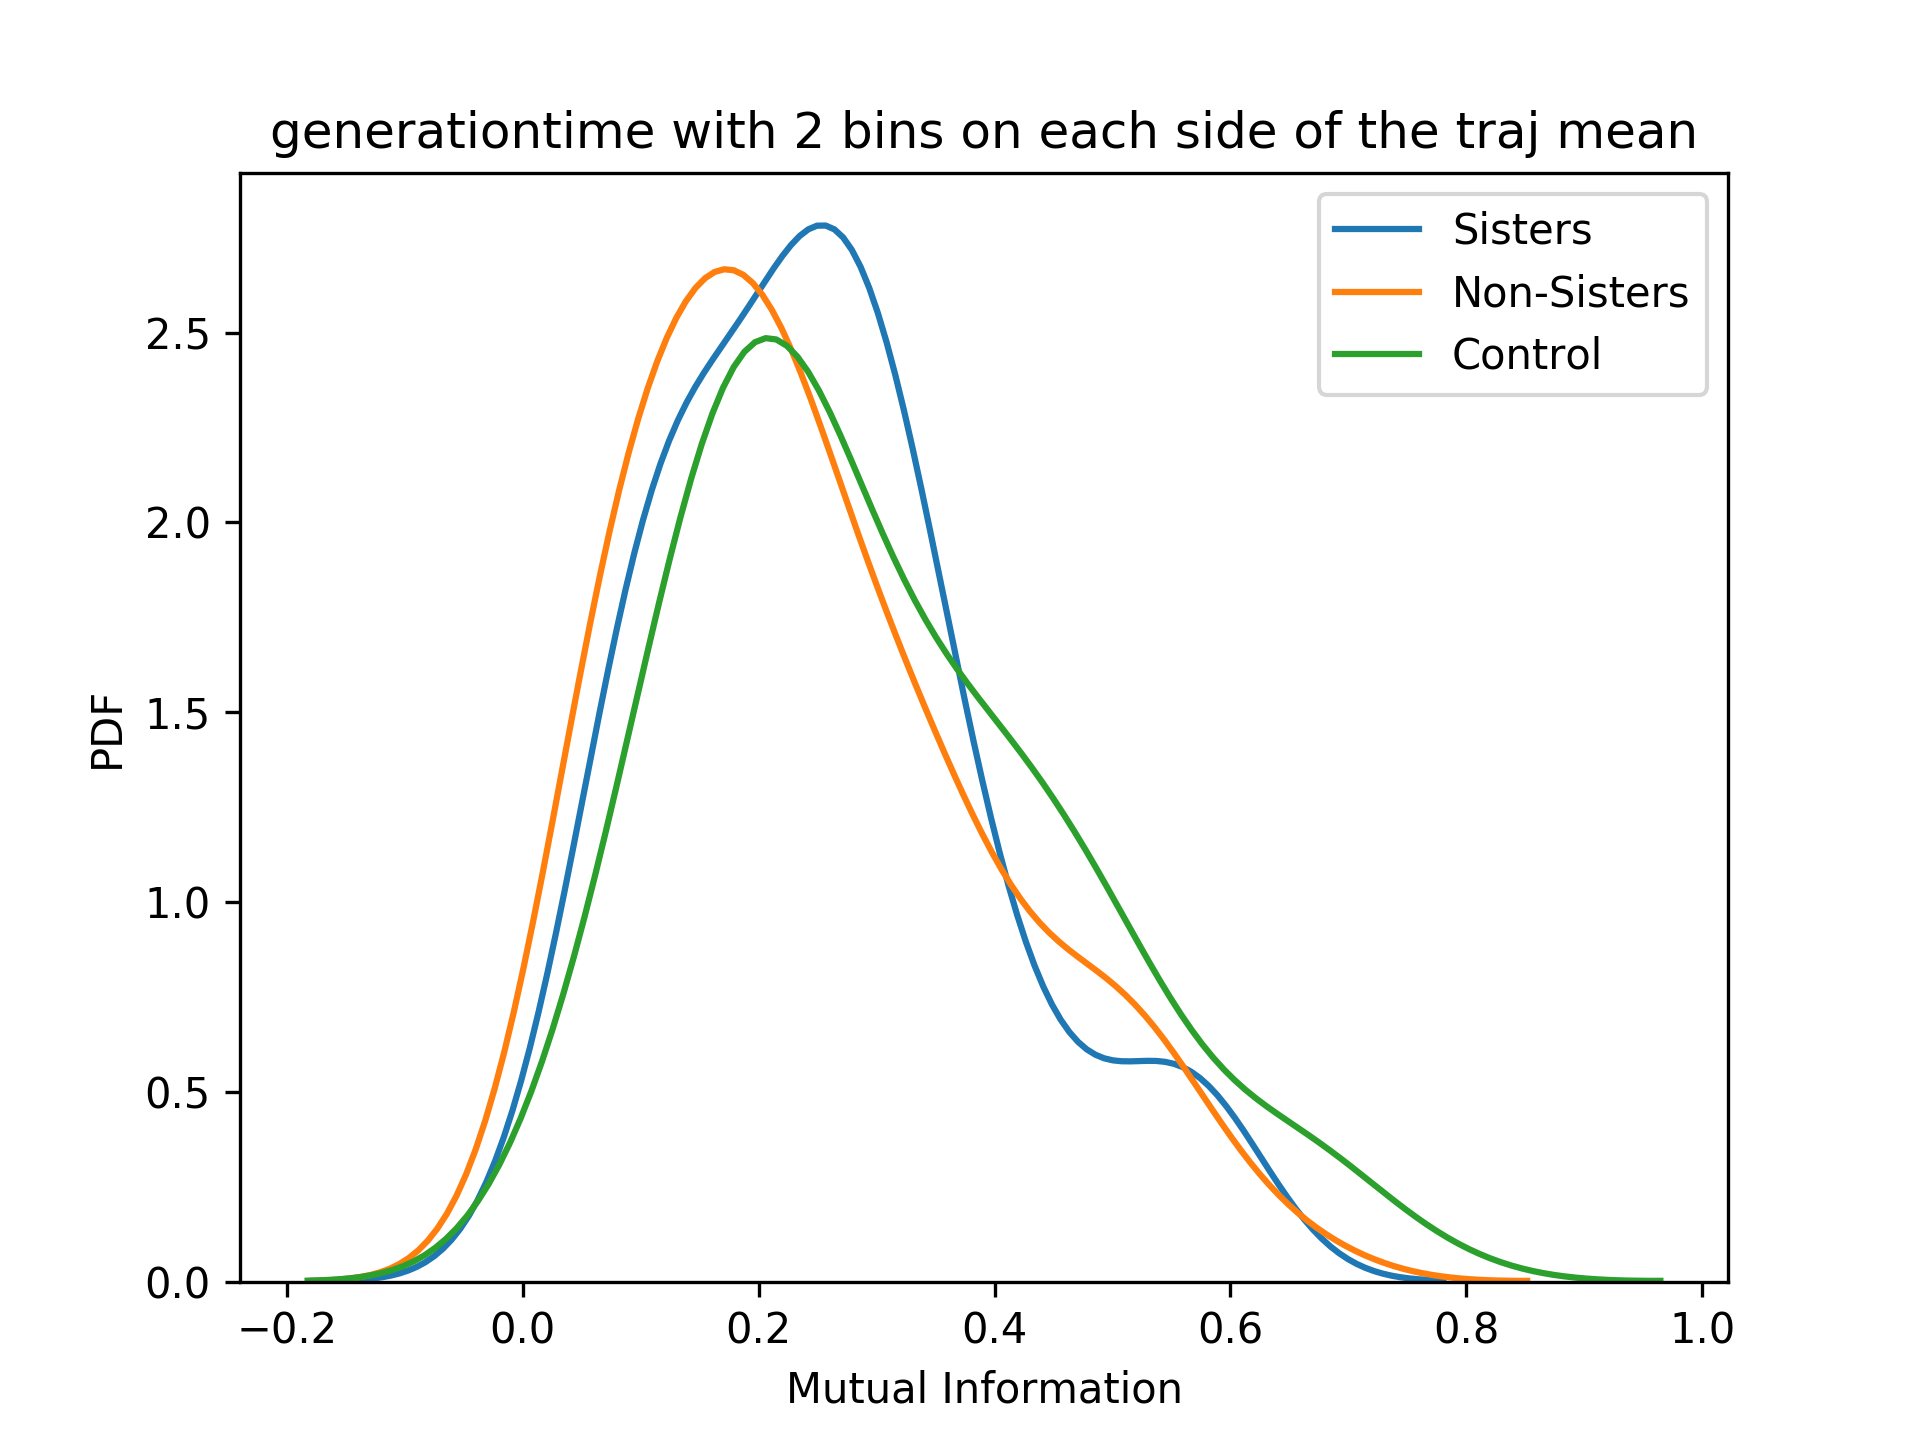 generationtime with 2 bins on each side of the traj mean
Sisters
Non-Sisters
Control
PDF
2.5
2.0
1.5
1.0
0.5
0.0
−0.2 0.0 0.2 0.4 0.6 0.8 1.0
Mutual Information